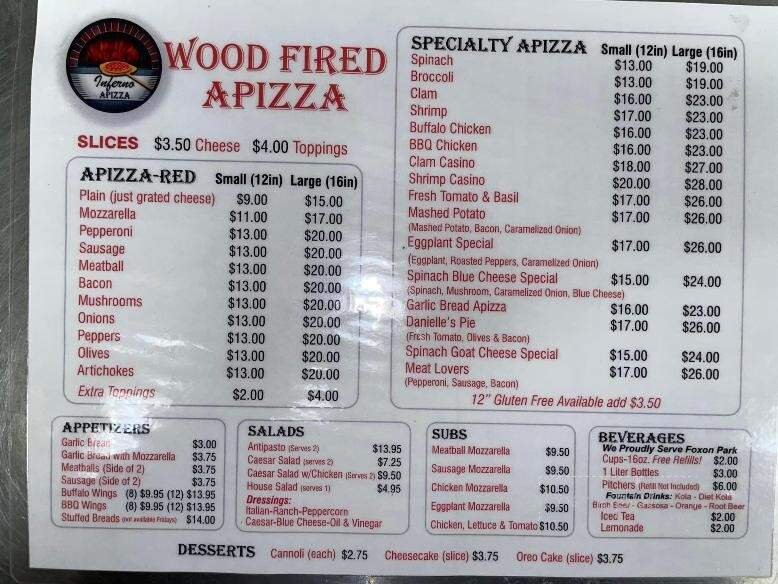 Inferno
APIZZA
WOOD FIRED
APIZZA
SLICES $3.50 Cheese $4.00 Toppings
APIZZA-RED Small (12in) Large (16in)
Plain (just grated cheese) $9.00 $15.00
Mozzarella $11.00 $17.00
Pepperoni $13.00 $20.00
Sausage $13.00 $20.00
Meatball $13.00 $20.00
Bacon $13.00 $20.00
Mushrooms $13.00 $20.00
Onions $13.00 $20.00
Peppers $13.00 $20.00
Olives $13.00 $20.00
Artichokes $13.00 $20.00
Extra Toppings $2.00 $4.00
SPECIALTY APIZZA Small (12in) Large (16in)
Spinach $13.00 $19.00
Broccoli $13.00 $19.00
Clam $16.00 $23.00
Shrimp $17.00 $23.00
Buffalo Chicken $16.00 $23.00
BBQ Chicken $16.00 $23.00
Clam Casino $18.00 $27.00
Shrimp Casino $20.00 $28.00
Fresh Tomato & Basil $17.00 $26.00
Mashed Potato $17.00 $26.00
(Mashed Potato, Bacon, Caramelized Onion)
Eggplant Special $17.00 $26.00
(Eggplant, Roasted Peppers, Caramelized Onion)
Spinach Blue Cheese Special $15.00 $24.00
(Spinach, Mushroom, Caramelized Onion, Blue Cheese)
Garlic Bread Apizza $16.00 $23.00
Danielle's Pie $17.00 $26.00
(Fresh Tomato, Olives & Bacon)
Spinach Goat Cheese Special $15.00 $24.00
Meat Lovers $17.00 $26.00
(Pepperoni, Sausage, Bacon)
12" Gluten Free Available add $3.50
APPETIZERS
Garlic Bread $3.00
Garlic Bread with Mozzarella $3.75
Meatballs (Side of 2) $3.75
Sausage (Side of 2) $3.75
Buffalo Wings (8) $9.95 (12) $13.95
BBQ Wings (8) $9.95 (12) $13.95
Stuffed Breads (not available Fridays) $14.00
SALADS
Antipasto (Serves 2) $13.95
Caesar Salad (serves 2) $7.25
Caesar Salad w/Chicken (Serves 2) $9.50
House Salad (serves 1) $4.95
Dressings:
Italian-Ranch-Peppercorn
Caesar-Blue Cheese-Oil & Vinegar
SUBS
Meatball Mozzarella $9.50
Sausage Mozzarella $9.50
Chicken Mozzarella $10.50
Eggplant Mozzarella $9.50
Chicken, Lettuce & Tomato $10.50
BEVERAGES
We Proudly Serve Foxon Park
Cups-16oz. Free Refills! $2.00
1 Liter Bottles $3.00
Pitchers (Refill Not Included) $6.00
Fountain Drinks: Kola - Diet Kola
Birch Beer - Gassosa - Orange - Root Beer
Iced Tea $2.00
Lemonade $2.00
DESSERTS Cannoli (each) $2.75 Cheesecake (slice) $3.75 Oreo Cake (slice) $3.75